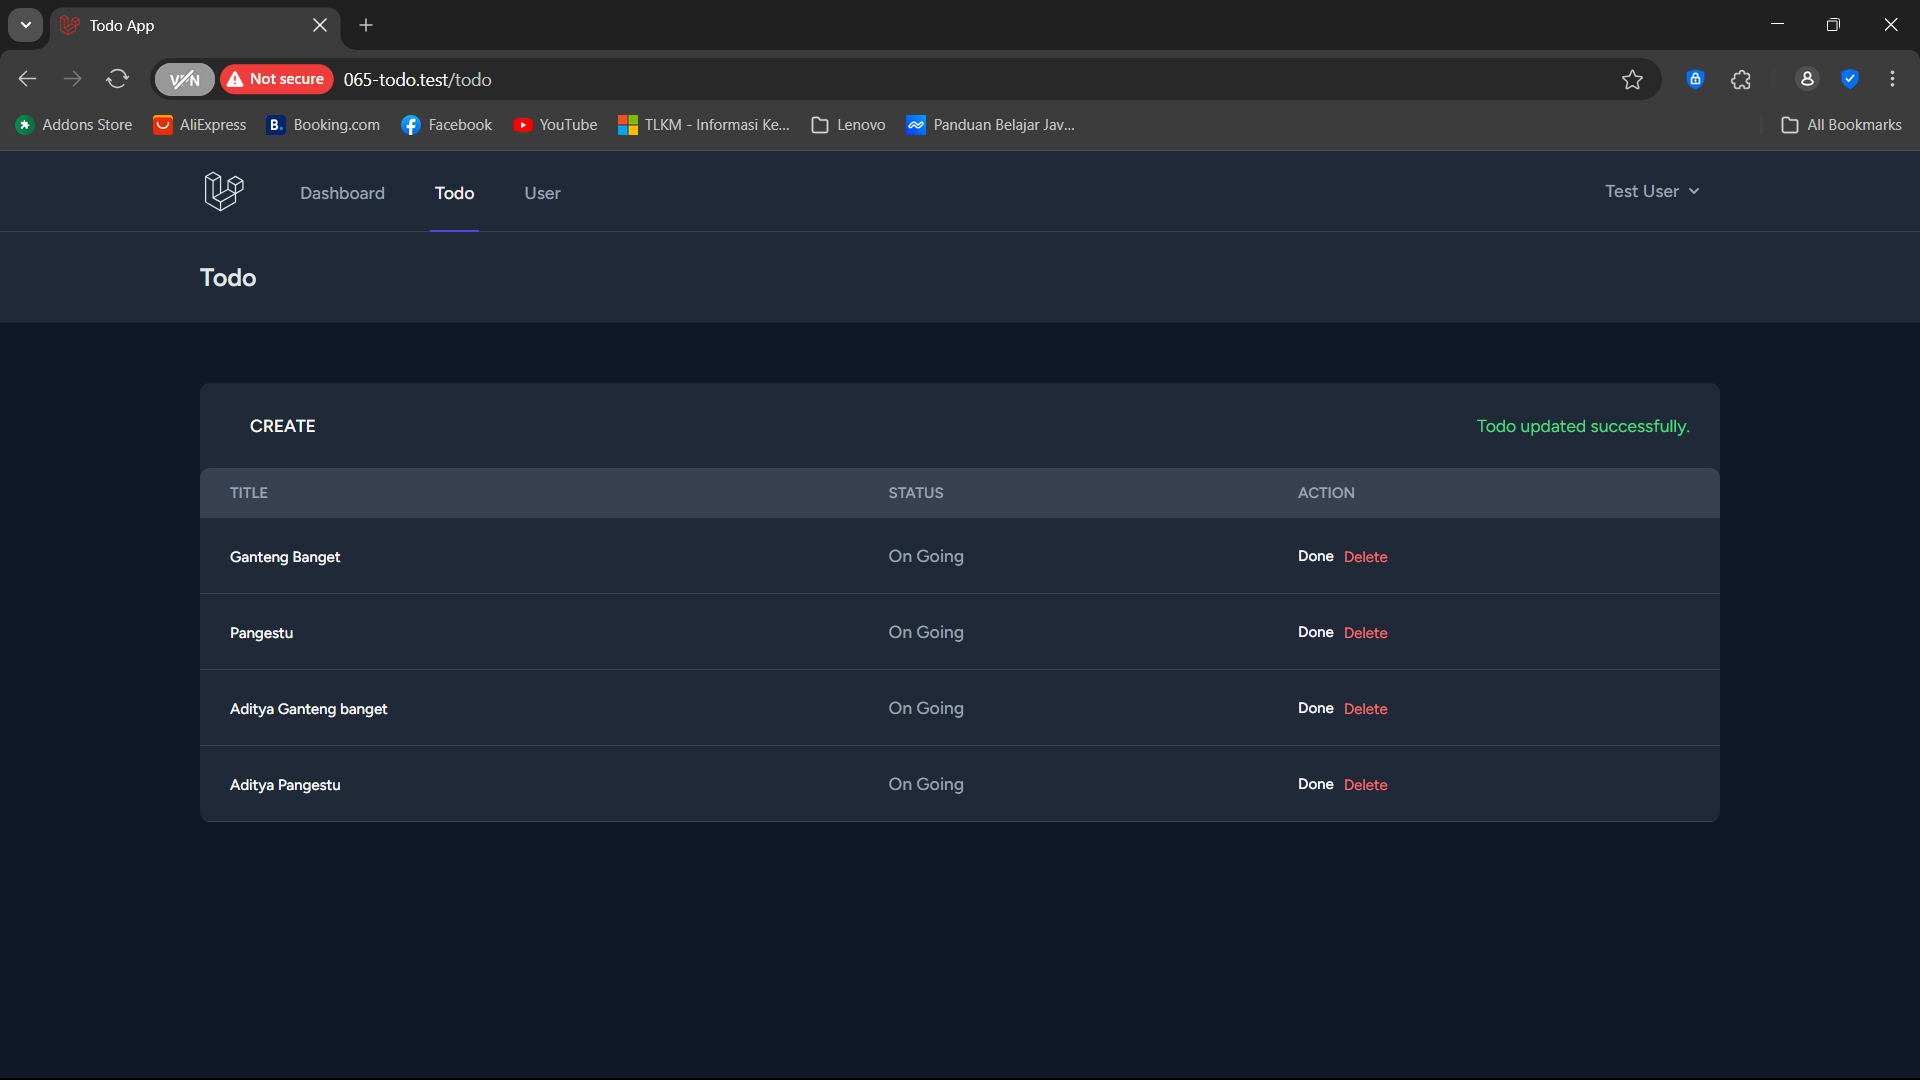 Todo App
VPN Not secure 065-todo.test/todo
Addons Store AliExpress B. Booking.com Facebook YouTube TLKM - Informasi Ke... Lenovo Panduan Belajar Jav... All Bookmarks
Dashboard Todo User Test User
Todo
CREATE Todo updated successfully.
TITLE STATUS ACTION
Ganteng Banget On Going Done Delete
Pangestu On Going Done Delete
Aditya Ganteng banget On Going Done Delete
Aditya Pangestu On Going Done Delete